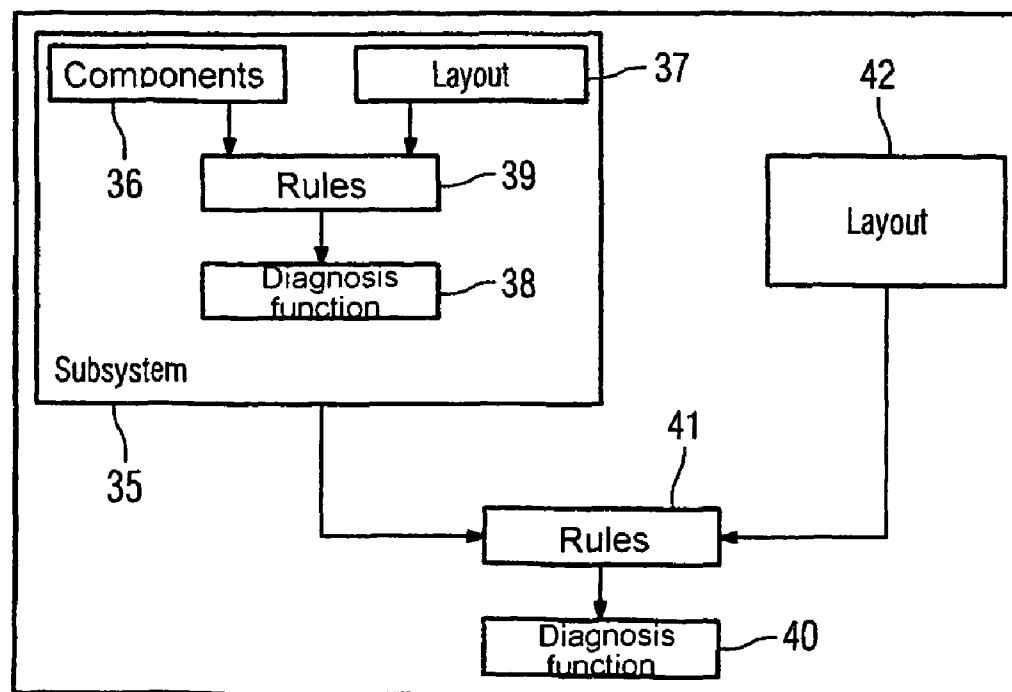 Components
Layout
37
42
36
Rules
39
Layout
Diagnosis
function
38
Subsystem
35
41
Rules
Diagnosis
function
40